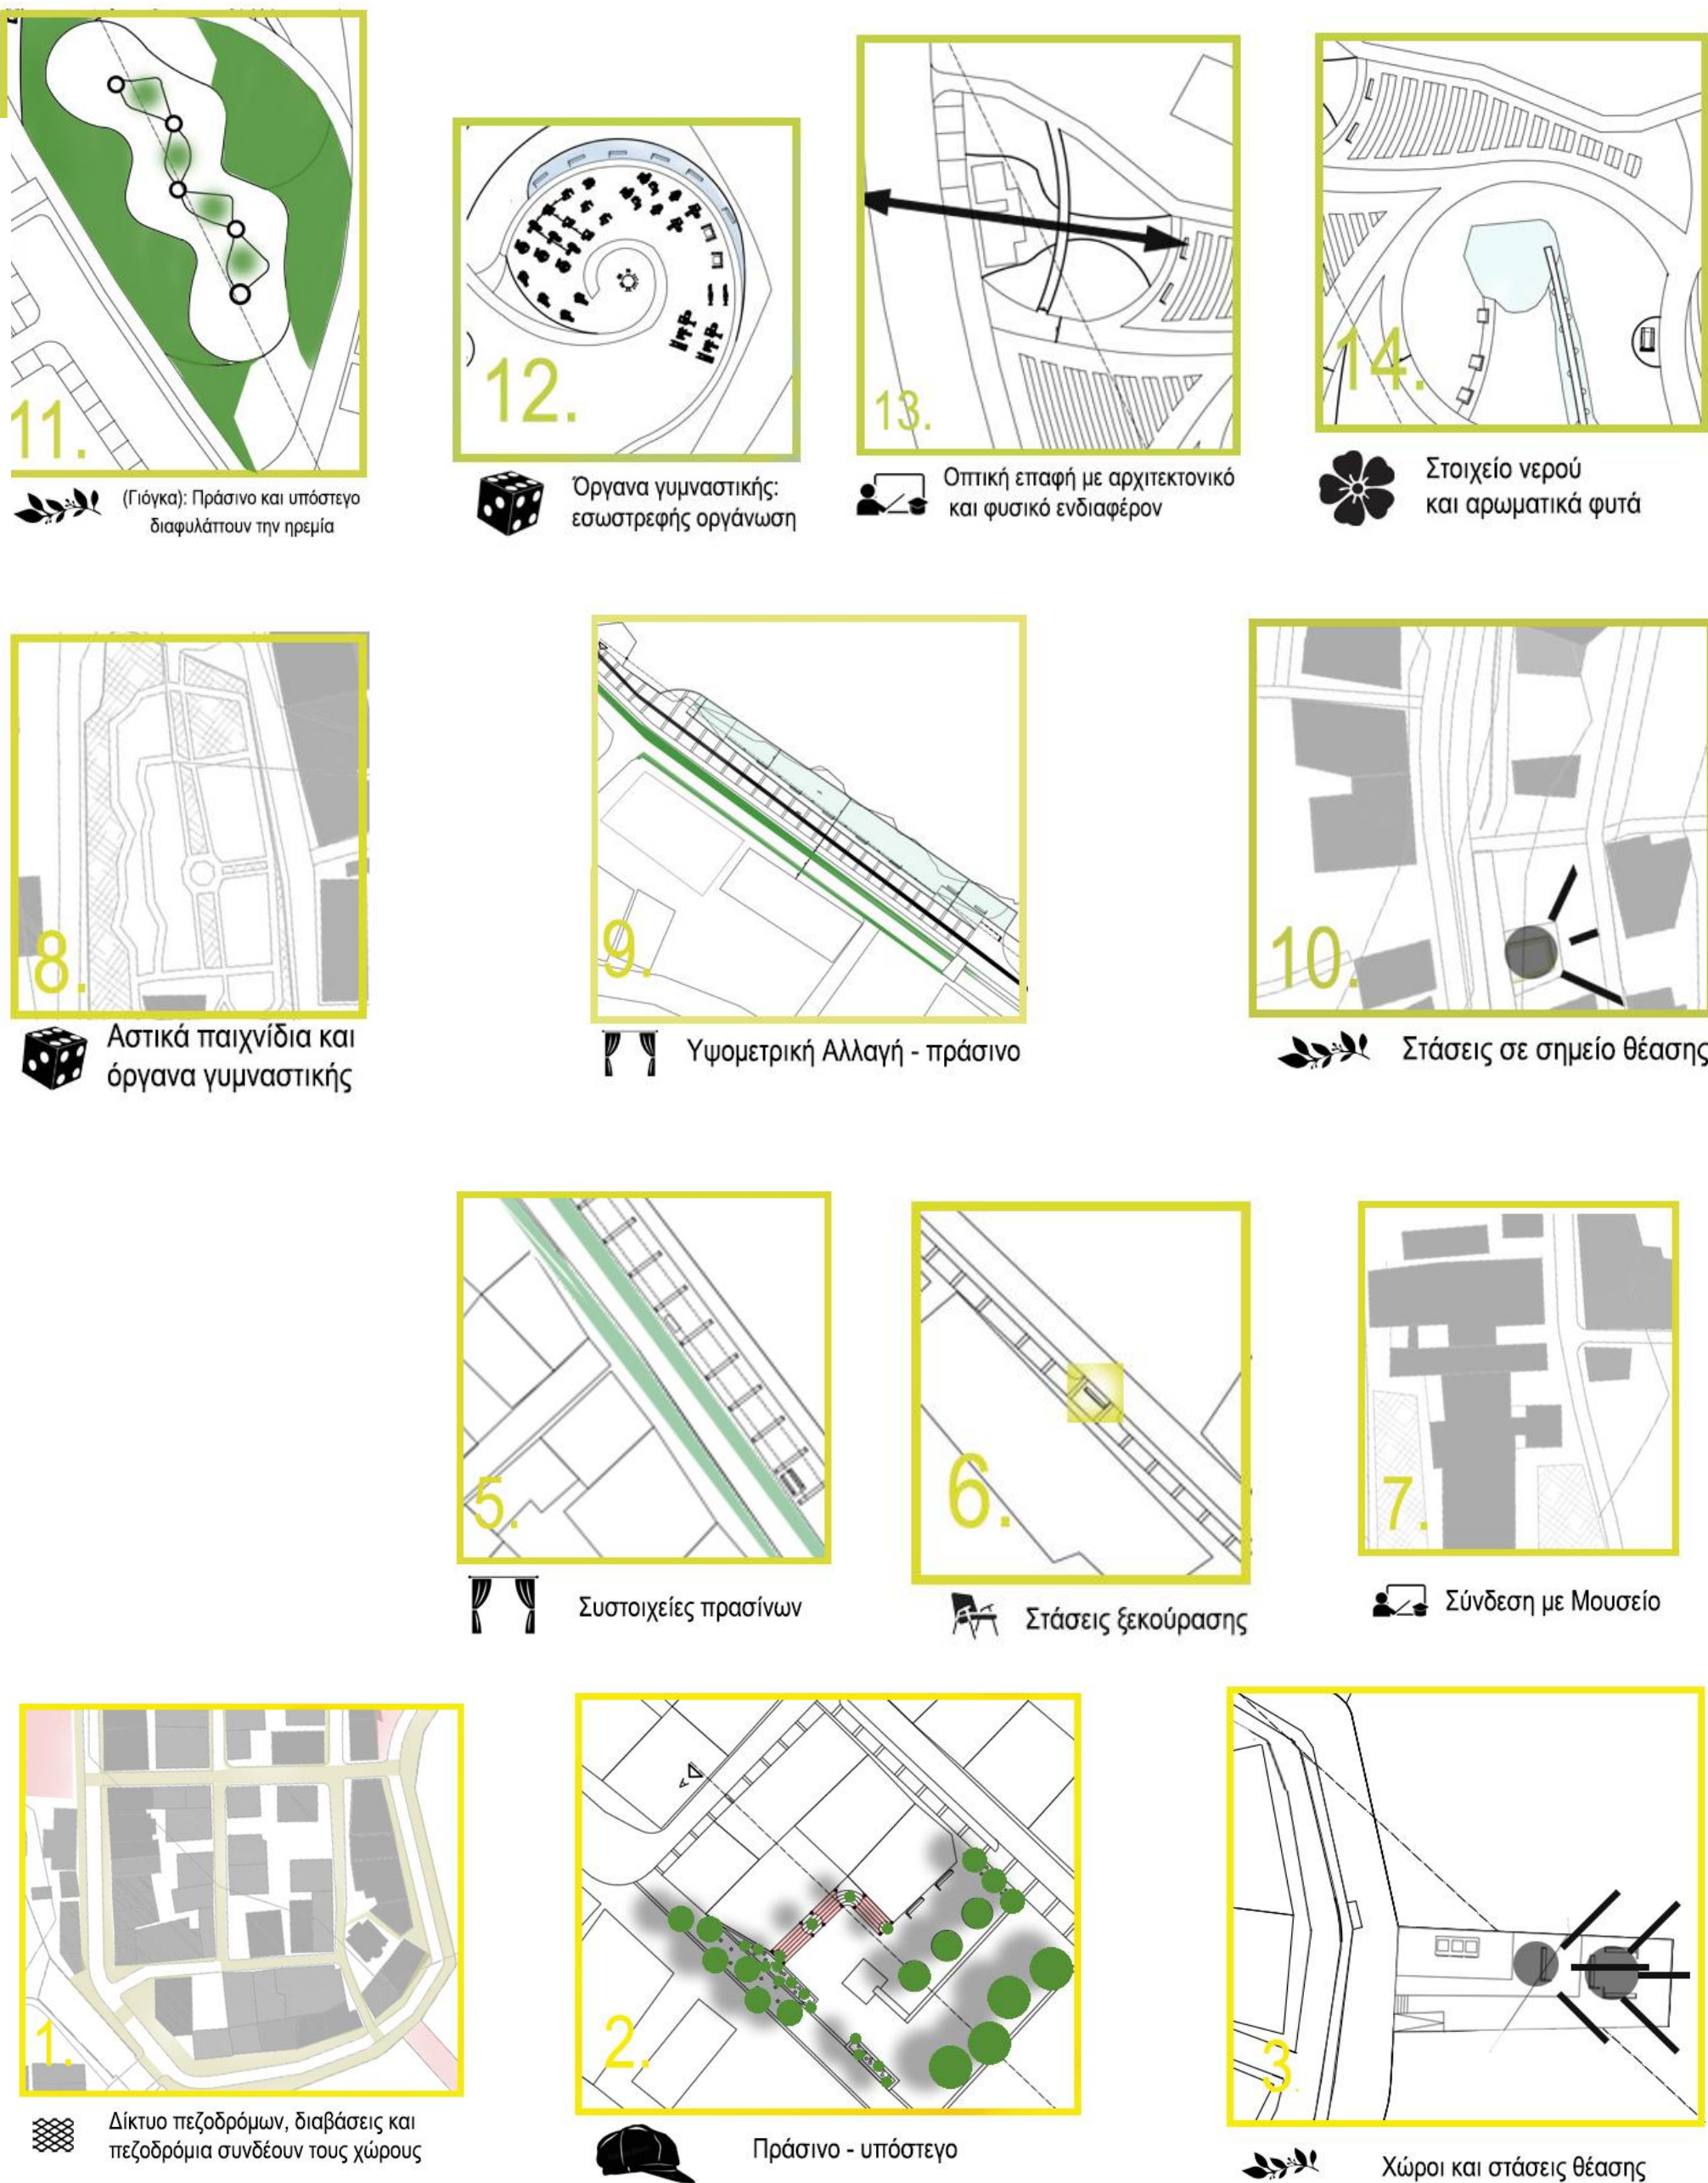 11.
(Γιόγκα): Πράσινο και υπόστεγο
διαφυλάττουν την ηρεμία
12.
Όργανα γυμναστικής:
εσωστρεφής οργάνωση
13.
Οπτική επαφή με αρχιτεκτονικό
και φυσικό ενδιαφέρον
14.
Στοιχείο νερού
και αρωματικά φυτά
8.
Αστικά παιχνίδια και
όργανα γυμναστικής
9.
Υψομετρική Αλλαγή - πράσινο
10.
Στάσεις σε σημείο θέασης
5.
Συστοιχείες πρασίνων
6.
Στάσεις ξεκούρασης
7.
Σύνδεση με Μουσείο
1.
Δίκτυο πεζοδρόμων, διαβάσεις και
πεζοδρόμια συνδέουν τους χώρους
A
2.
Πράσινο - υπόστεγο
3.
Χώροι και στάσεις θέασης